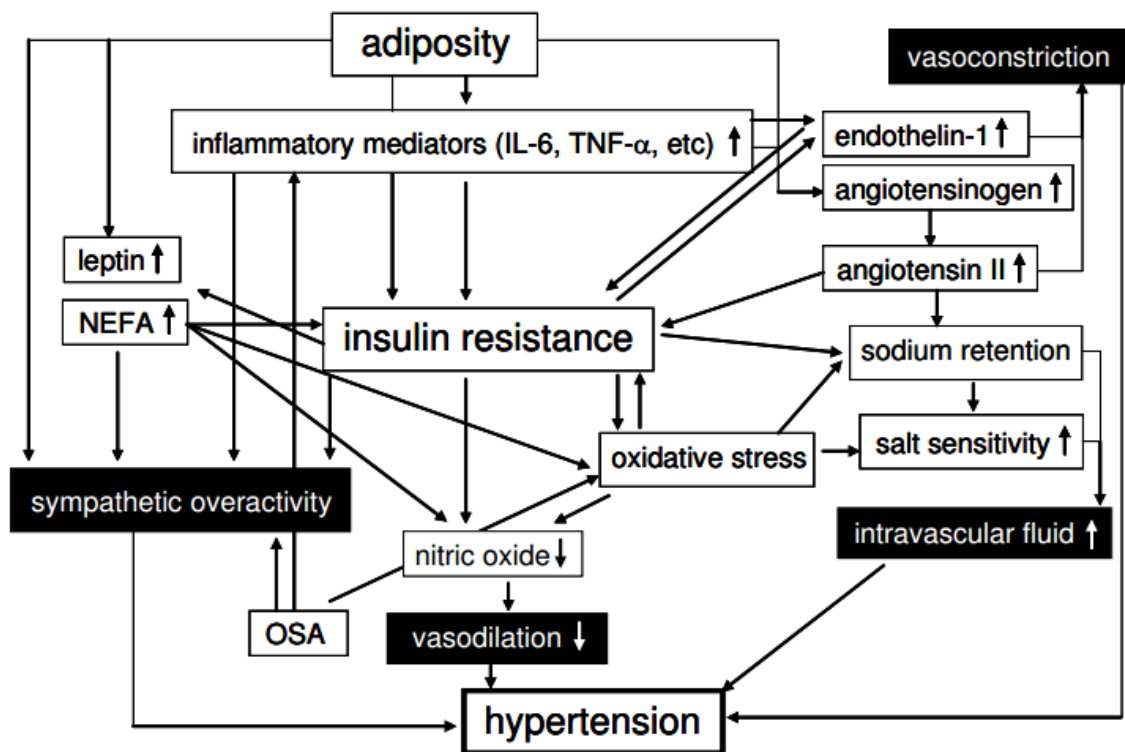 adiposity
vasoconstriction
inflammatory mediators (IL-6, TNF-α, etc) ↑
endothelin-1 ↑
angiotensinogen ↑
leptin ↑
angiotensin II ↑
NEFA ↑
insulin resistance
sodium retention
oxidative stress
salt sensitivity ↑
sympathetic overactivity
intravascular fluid ↑
nitric oxide ↓
OSA
vasodilation ↓
hypertension